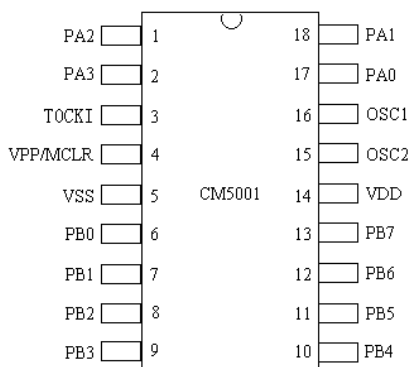 PA2 1 18 PA1
PA3 2 17 PA0
T0CKI 3 16 OSC1
VPP/MCLR 4 15 OSC2
VSS 5 CM5001 14 VDD
PB0 6 13 PB7
PB1 7 12 PB6
PB2 8 11 PB5
PB3 9 10 PB4